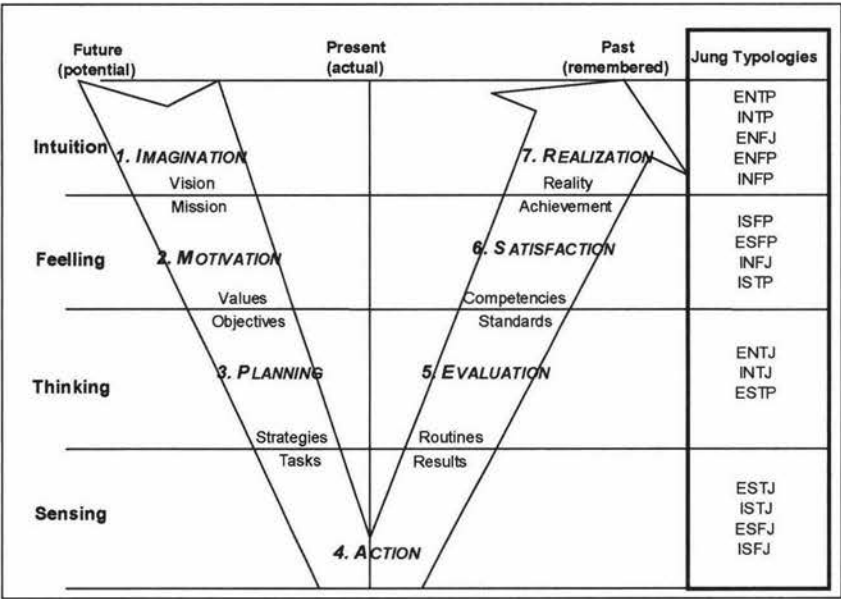 Future
(potential)
Present
(actual)
Past
(remembered)
Jung Typologies
Intuition
1. IMAGINATION
Vision
Mission
7. REALIZATION
Reality
Achievement
ENTP
INTP
ENFJ
ENFP
INFP
Feelling
2. MOTIVATION
Values
Objectives
6. SATISFACTION
Competencies
Standards
ISFP
ESFP
INFJ
ISTP
Thinking
3. PLANNING
Strategies
Tasks
5. EVALUATION
Routines
Results
ENTJ
INTJ
ESTP
Sensing
4. ACTION
ESTJ
ISTJ
ESFJ
ISFJ